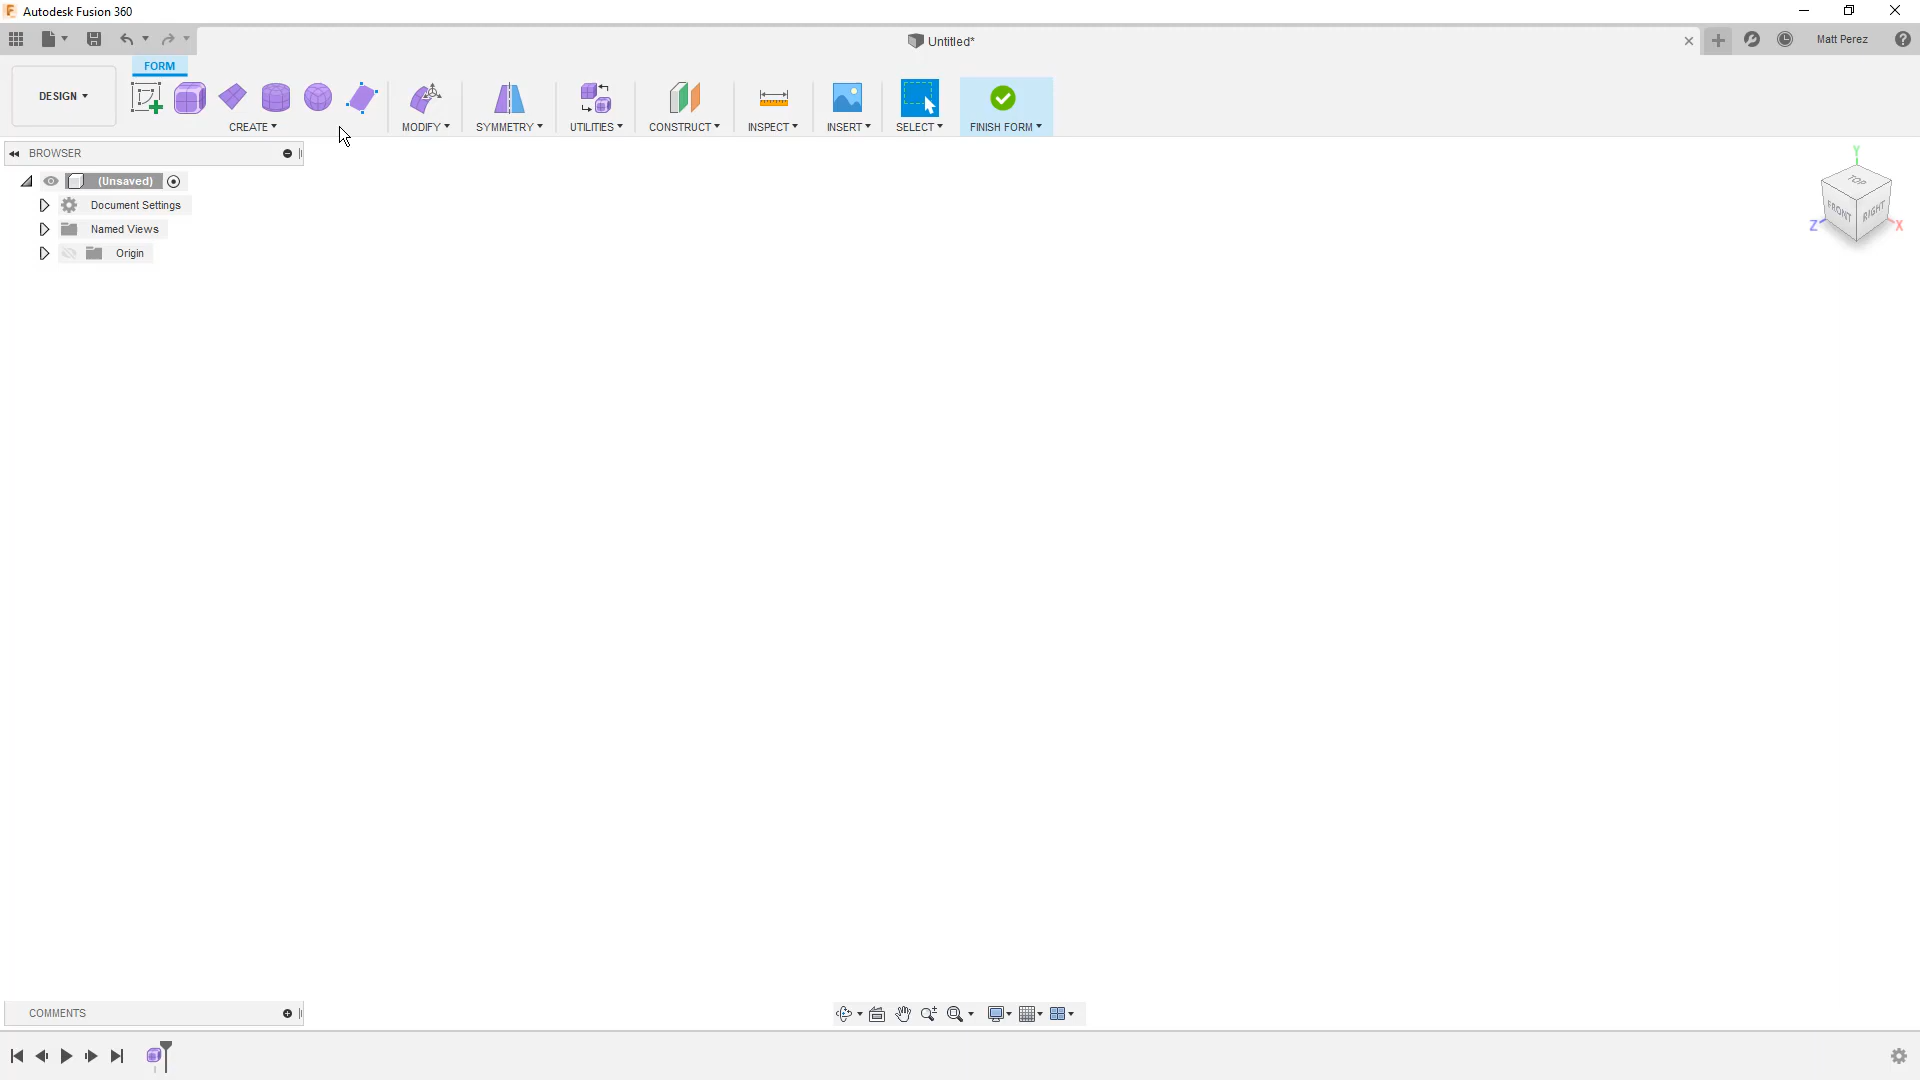 Autodesk Fusion 360
Untitled*
Matt Perez
FORM
DESIGN
CREATE
MODIFY
SYMMETRY
UTILITIES
CONSTRUCT
INSPECT
INSERT
SELECT
FINISH FORM
BROWSER
(Unsaved)
Document Settings
Named Views
Origin
Y
TOP
FRONT
RIGHT
Z
X
COMMENTS